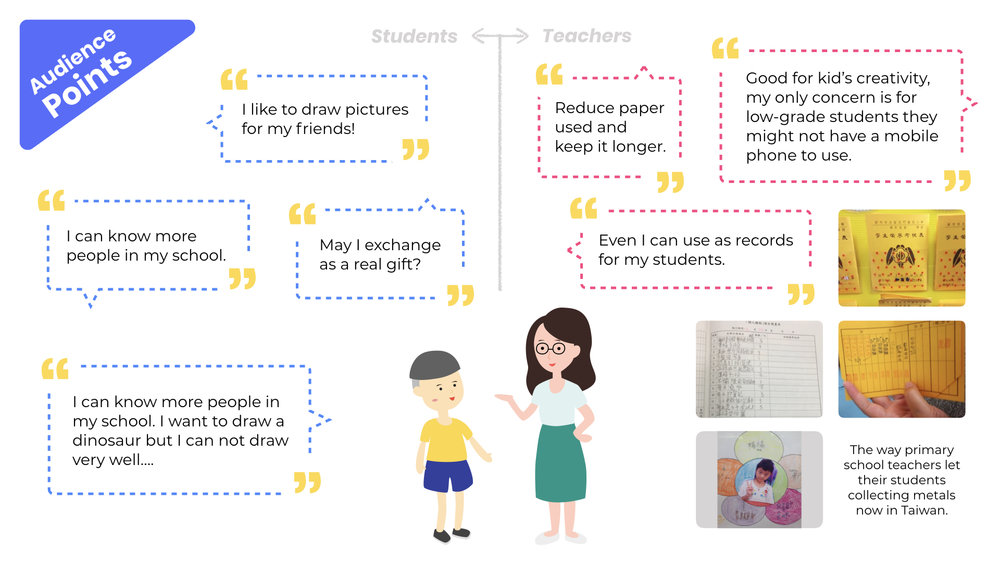 Audience
Points
Students
Teachers
I like to draw pictures
for my friends!
I can know more
people in my school.
May I exchange
as a real gift?
I can know more people in
my school. I want to draw a
dinosaur but I can not draw
very well....
Reduce paper
used and
keep it longer.
Good for kid’s creativity,
my only concern is for
low-grade students they
might not have a mobile
phone to use.
Even I can use as records
for my students.
The way primary
school teachers let
their students
collecting metals
now in Taiwan.